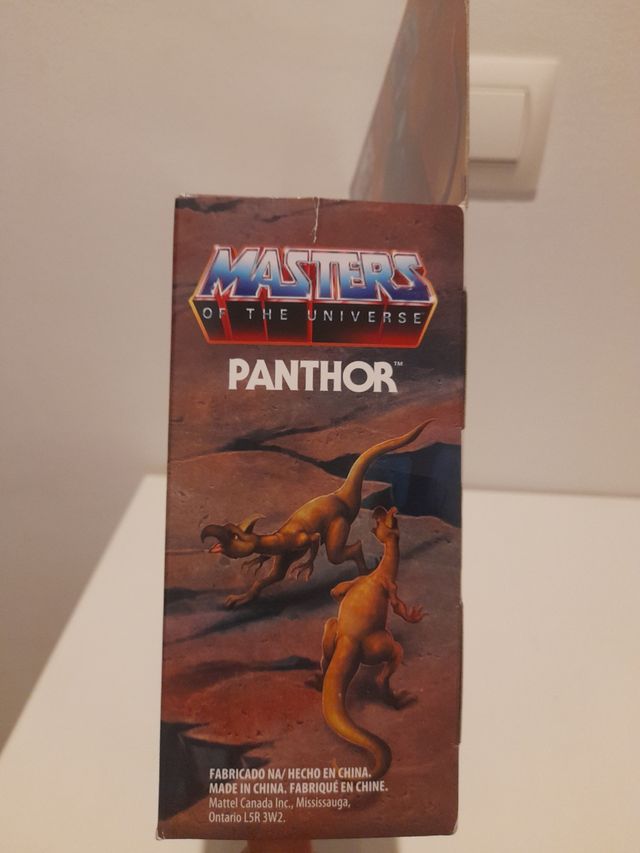 MASTERS
OF THE UNIVERSE
PANTHOR™
FABRICADO NA/ HECHO EN CHINA.
MADE IN CHINA. FABRIQUÉ EN CHINE.
Mattel Canada Inc., Mississauga,
Ontario L5R 3W2.